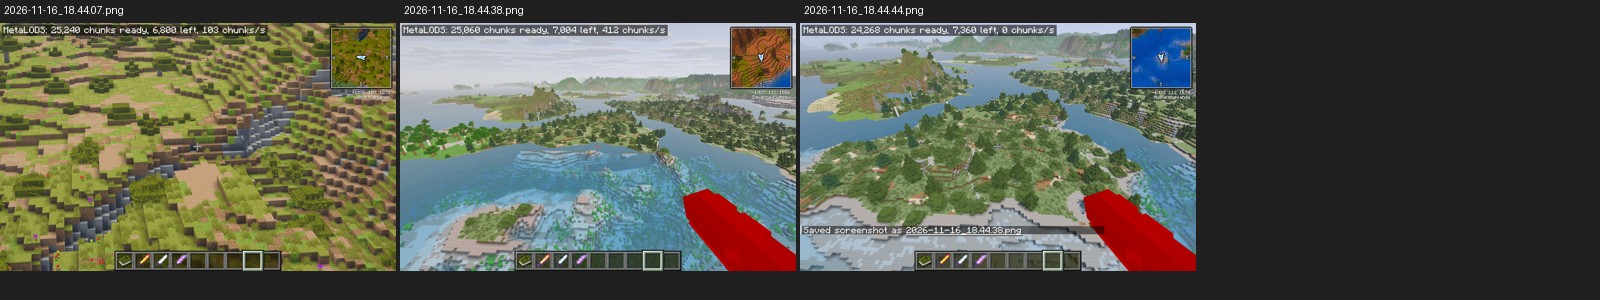 2026-11-16_18.44.07.png
2026-11-16_18.44.38.png
2026-11-16_18.44.44.png
MetaLODS: 25,240 chunks ready, 6,800 left, 103 chunks/s
MetaLODS: 25,060 chunks ready, 7,004 left, 412 chunks/s
MetaLODS: 24,268 chunks ready, 7,360 left, 0 chunks/s
Saved screenshot as 2026-11-16_18.44.38.png